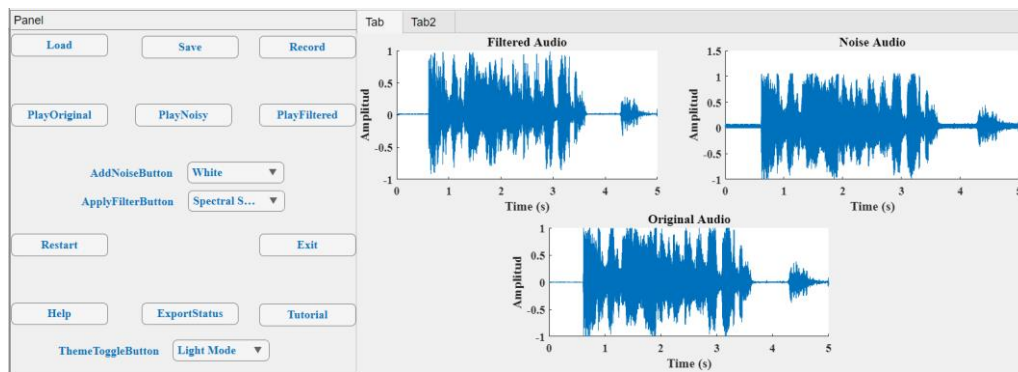 Panel
Load
Save
Record
PlayOriginal
PlayNoisy
PlayFiltered
AddNoiseButton
White
ApplyFilterButton
Spectral S...
Restart
Exit
Help
ExportStatus
Tutorial
ThemeToggleButton
Light Mode
Tab
Tab2
Filtered Audio
Amplitud
1
0.5
0
-0.5
-1
0 1 2 3 4 5
Time (s)
Noise Audio
Amplitud
1.5
1
0.5
0
-0.5
-1
0 1 2 3 4 5
Time (s)
Original Audio
Amplitud
1
0.5
0
-0.5
-1
0 1 2 3 4 5
Time (s)